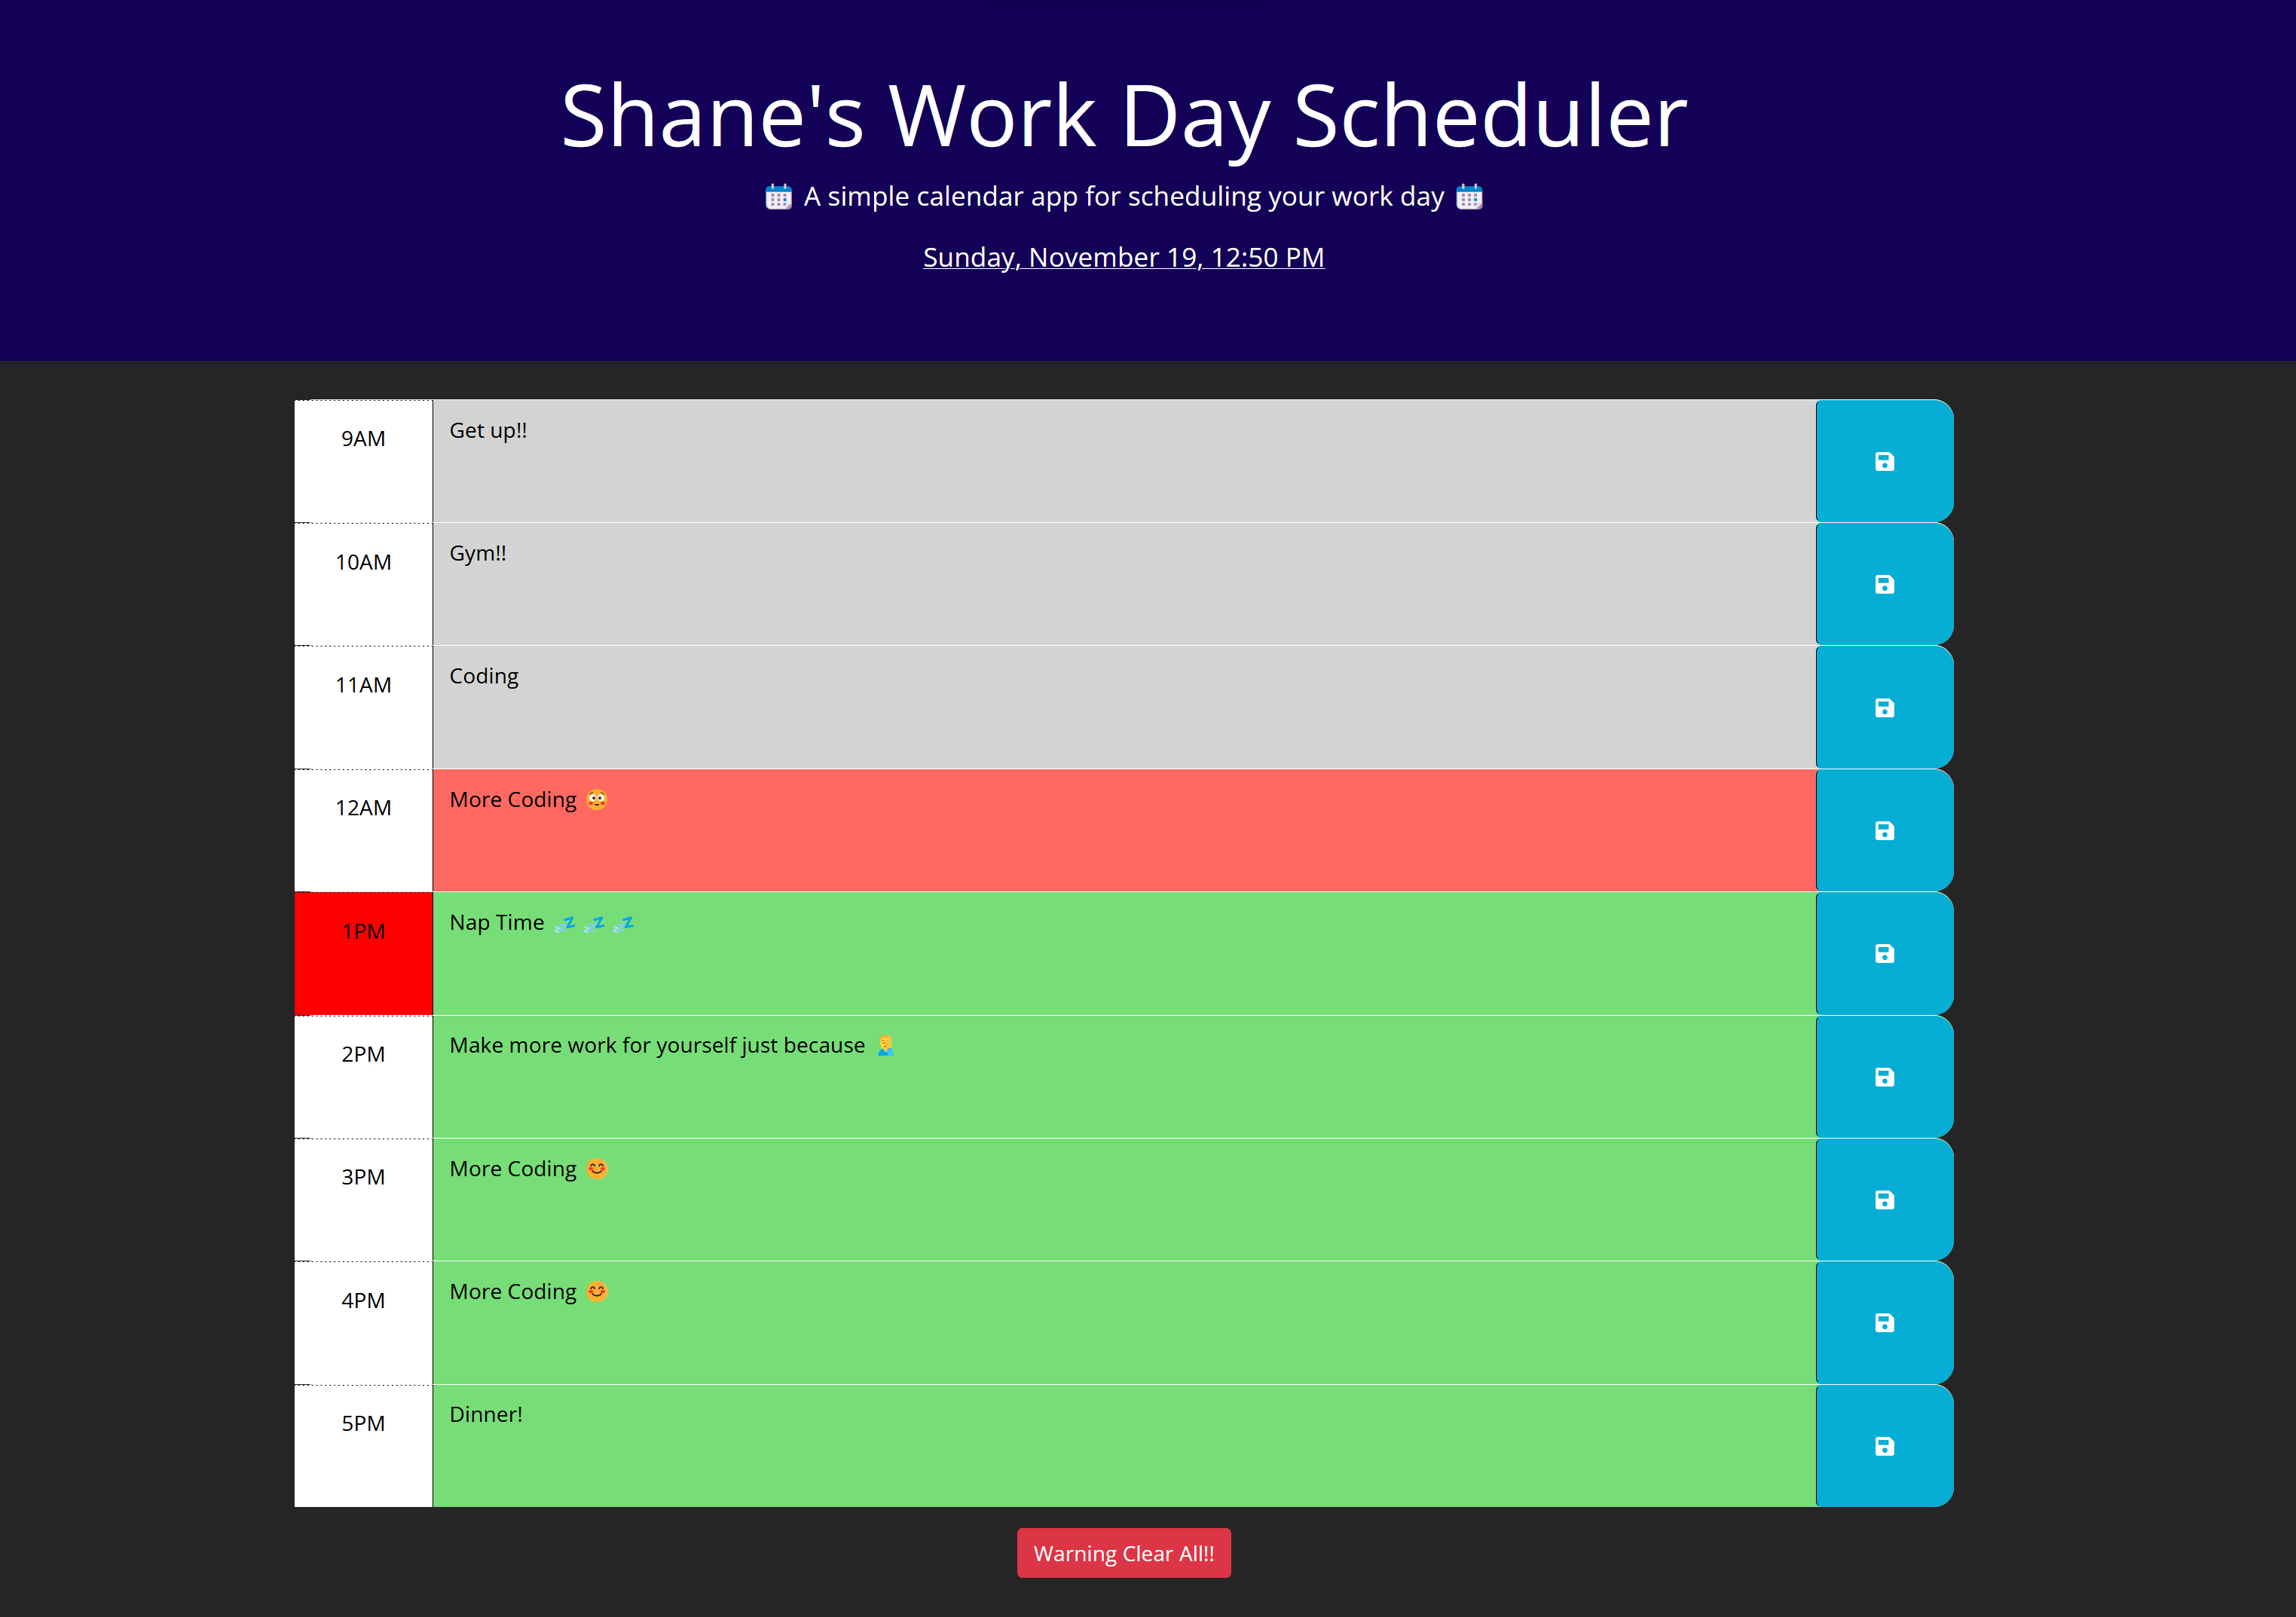 Shane's Work Day Scheduler
🗓️ A simple calendar app for scheduling your work day 🗓️
Sunday, November 19, 12:50 PM
9AM Get up!!
10AM Gym!!
11AM Coding
12AM More Coding 😳
1PM Nap Time 💤 💤 💤
2PM Make more work for yourself just because 🤦‍♂️
3PM More Coding 😊
4PM More Coding 😊
5PM Dinner!
Warning Clear All!!